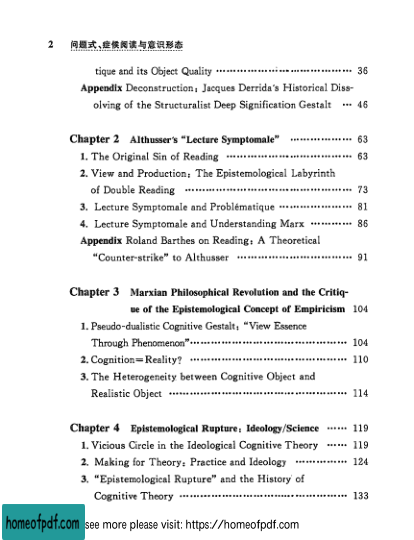 2 问题式、症候阅读与意识形态
tique and its Object Quality ································ 36
Appendix Deconstruction: Jacques Derrida's Historical Diss-
olving of the Structuralist Deep Signification Gestalt ··· 46
Chapter 2 Althusser's "Lecture Symptomale" ·················· 63
1. The Original Sin of Reading ································ 63
2. View and Production: The Epistemological Labyrinth
of Double Reading ········································ 73
3. Lecture Symptomale and Problématique ·················· 81
4. Lecture Symptomale and Understanding Marx ············ 86
Appendix Roland Barthes on Reading: A Theoretical
"Counter-strike" to Althusser ···························· 91
Chapter 3 Marxian Philosophical Revolution and the Critiq-
ue of the Epistemological Concept of Empiricism 104
1. Pseudo-dualistic Cognitive Gestalt: "View Essence
Through Phenomenon" ···································· 104
2. Cognition=Reality? ······································ 110
3. The Heterogeneity between Cognitive Object and
Realistic Object ·········································· 114
Chapter 4 Epistemological Rupture: Ideology/Science ······ 119
1. Vicious Circle in the Ideological Cognitive Theory ······ 119
2. Making for Theory: Practice and Ideology ··············· 124
3. "Epistemological Rupture" and the History of
Cognitive Theory ········································ 133
homeofpdf.com see more please visit: https://homeofpdf.com